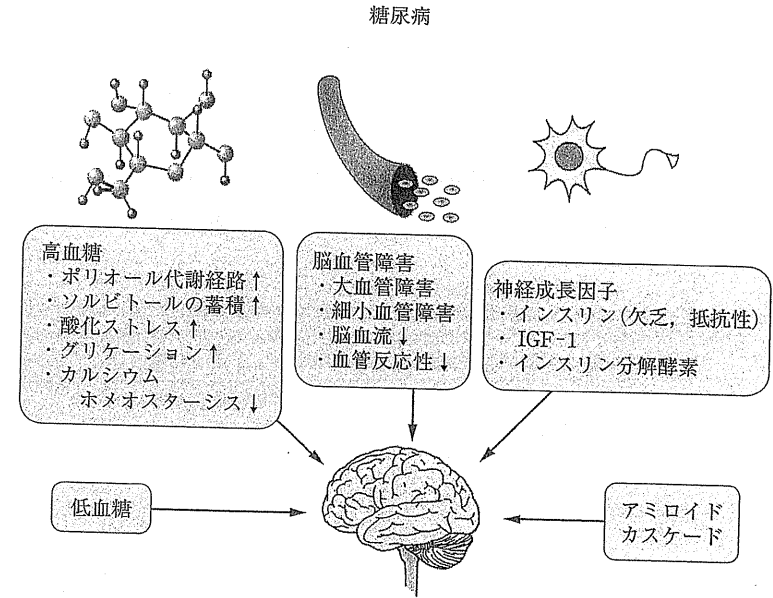 糖尿病
高血糖
・ポリオール代謝経路↑
・ソルビトールの蓄積↑
・酸化ストレス↑
・グリケーション↑
・カルシウム
ホメオスターシス↓
脳血管障害
・大血管障害
・細小血管障害
・脳血流↓
・血管反応性↓
神経成長因子
・インスリン(欠乏，抵抗性)
・IGF-1
・インスリン分解酵素
低血糖
アミロイド
カスケード